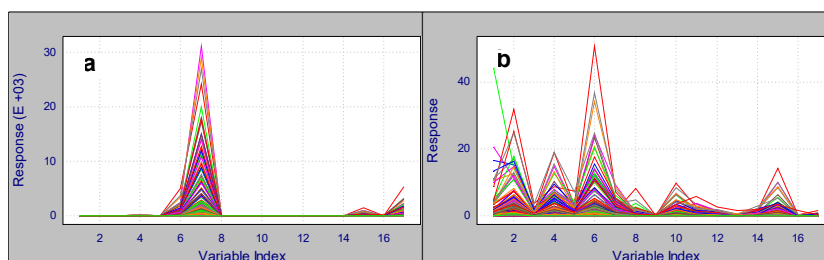 a
30
20
10
0
Response (E +03)
2 4 6 8 10 12 14 16
Variable Index
b
40
20
0
Response
2 4 6 8 10 12 14 16
Variable Index